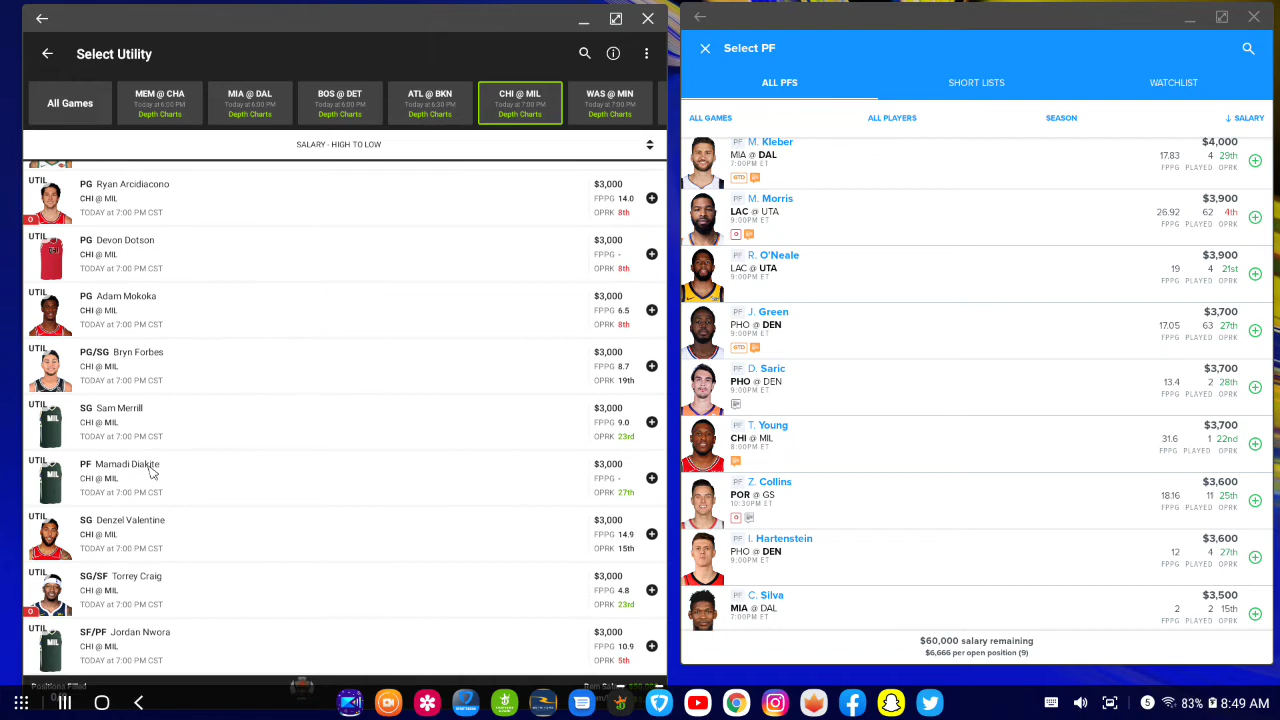 Select Utility
All Games
MEM @ CHA
Today at 6:00 PM
Depth Charts
MIA @ DAL
Today at 6:00 PM
Depth Charts
BOS @ DET
Today at 6:00 PM
Depth Charts
ATL @ BKN
Today at 6:30 PM
Depth Charts
CHI @ MIL
Today at 7:00 PM
Depth Charts
WAS @ MIN
Today at 7:00 PM
Depth Charts
SALARY - HIGH TO LOW
UTIL PG Ryan Arcidiacono $3,000
CHI @ MIL FPPG 14.0
O TODAY AT 7:00 PM CST OPRK 8th
UTIL PG Devon Dotson $3,000
CHI @ MIL FPPG -
TODAY AT 7:00 PM CST OPRK 8th
UTIL PG Adam Mokoka $3,000
CHI @ MIL FPPG 6.5
TODAY AT 7:00 PM CST OPRK 8th
UTIL PG/SG Bryn Forbes $3,000
CHI @ MIL FPPG 8.7
TODAY AT 7:00 PM CST OPRK 19th
UTIL SG Sam Merrill $3,000
CHI @ MIL FPPG 9.0
TODAY AT 7:00 PM CST OPRK 23rd
UTIL PF Mamadi Diakite $3,000
CHI @ MIL FPPG -
TODAY AT 7:00 PM CST OPRK 27th
UTIL SG Denzel Valentine $3,000
CHI @ MIL FPPG 14.9
TODAY AT 7:00 PM CST OPRK 15th
UTIL SG/SF Torrey Craig $3,000
CHI @ MIL FPPG 4.8
O TODAY AT 7:00 PM CST OPRK 23rd
UTIL SF/PF Jordan Nwora $3,000
CHI @ MIL FPPG 10.9
TODAY AT 7:00 PM CST OPRK 5th
Positions Filled
Select PF
ALL PFS SHORT LISTS WATCHLIST
ALL GAMES ALL PLAYERS SEASON ↓ SALARY
PF M. Kleber $4,000
MIA @ DAL 17.83 4 29th
7:00PM ET FPPG PLAYED OPRK
GTD
PF M. Morris $3,900
LAC @ UTA 26.92 62 4th
9:00PM ET FPPG PLAYED OPRK
O
PF R. O'Neale $3,900
LAC @ UTA 19 4 21st
9:00PM ET FPPG PLAYED OPRK
PF J. Green $3,700
PHO @ DEN 17.05 63 27th
9:00PM ET FPPG PLAYED OPRK
GTD
PF D. Saric $3,700
PHO @ DEN 13.4 2 28th
9:00PM ET FPPG PLAYED OPRK
PF T. Young $3,700
CHI @ MIL 31.6 1 22nd
8:00PM ET FPPG PLAYED OPRK
PF Z. Collins $3,600
POR @ GS 18.16 11 25th
10:30PM ET FPPG PLAYED OPRK
O
PF I. Hartenstein $3,600
PHO @ DEN 12 4 27th
9:00PM ET FPPG PLAYED OPRK
PF C. Silva $3,500
MIA @ DAL 2 2 15th
7:00PM ET FPPG PLAYED OPRK
$60,000 salary remaining
$6,666 per open position (9)
5 83% 8:49 AM